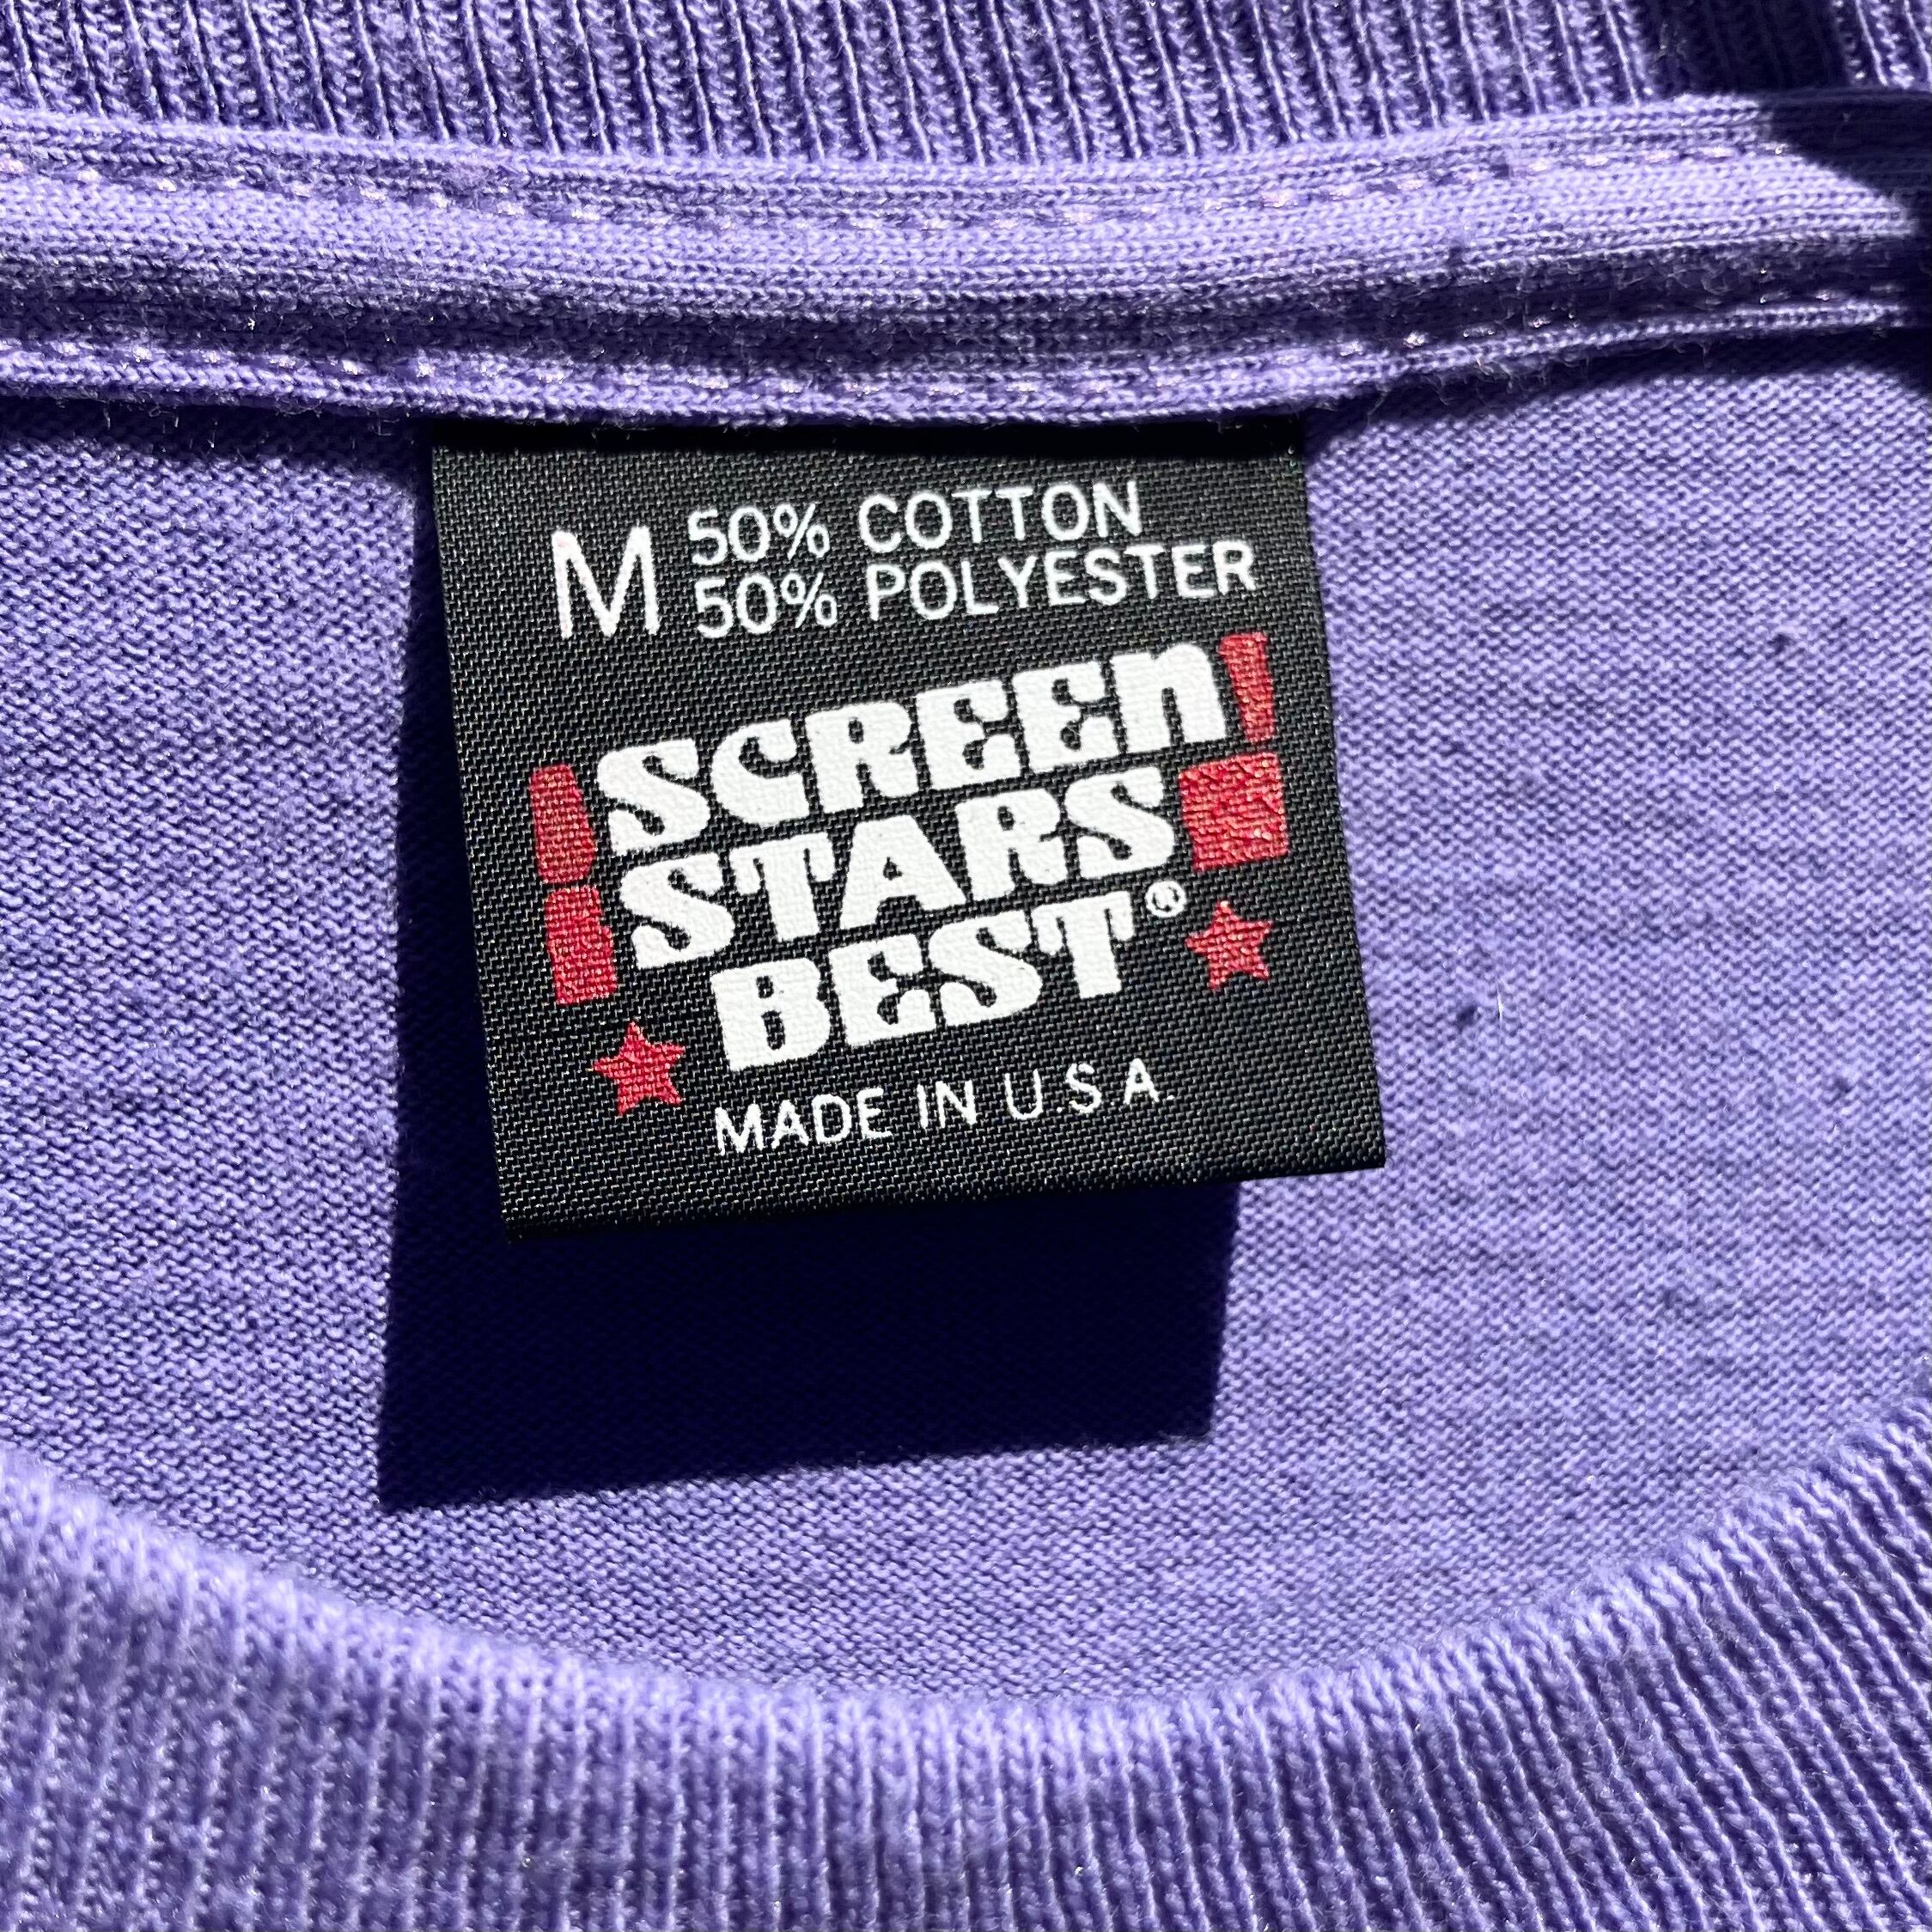 M 50% COTTON
50% POLYESTER
SCREEN
STARS
BEST®
MADE IN U.S.A.